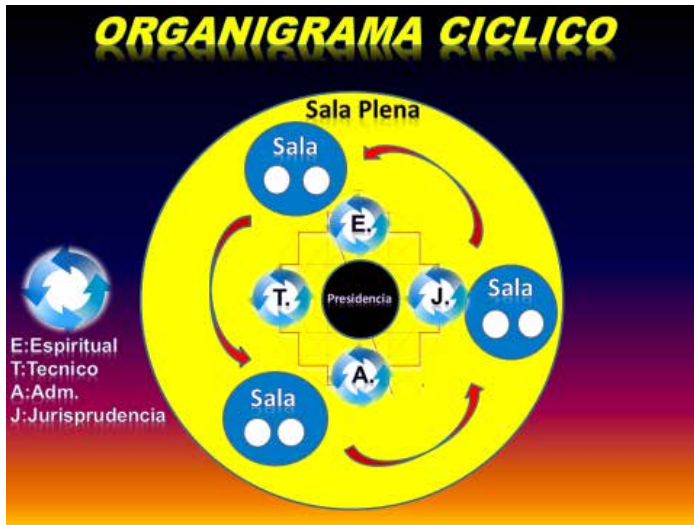 ORGANIGRAMA CICLICO
Sala Plena
Sala
E.
T.
Presidencia
J.
Sala
A.
Sala
E:Espiritual
T:Tecnico
A:Adm.
J:Jurisprudencia